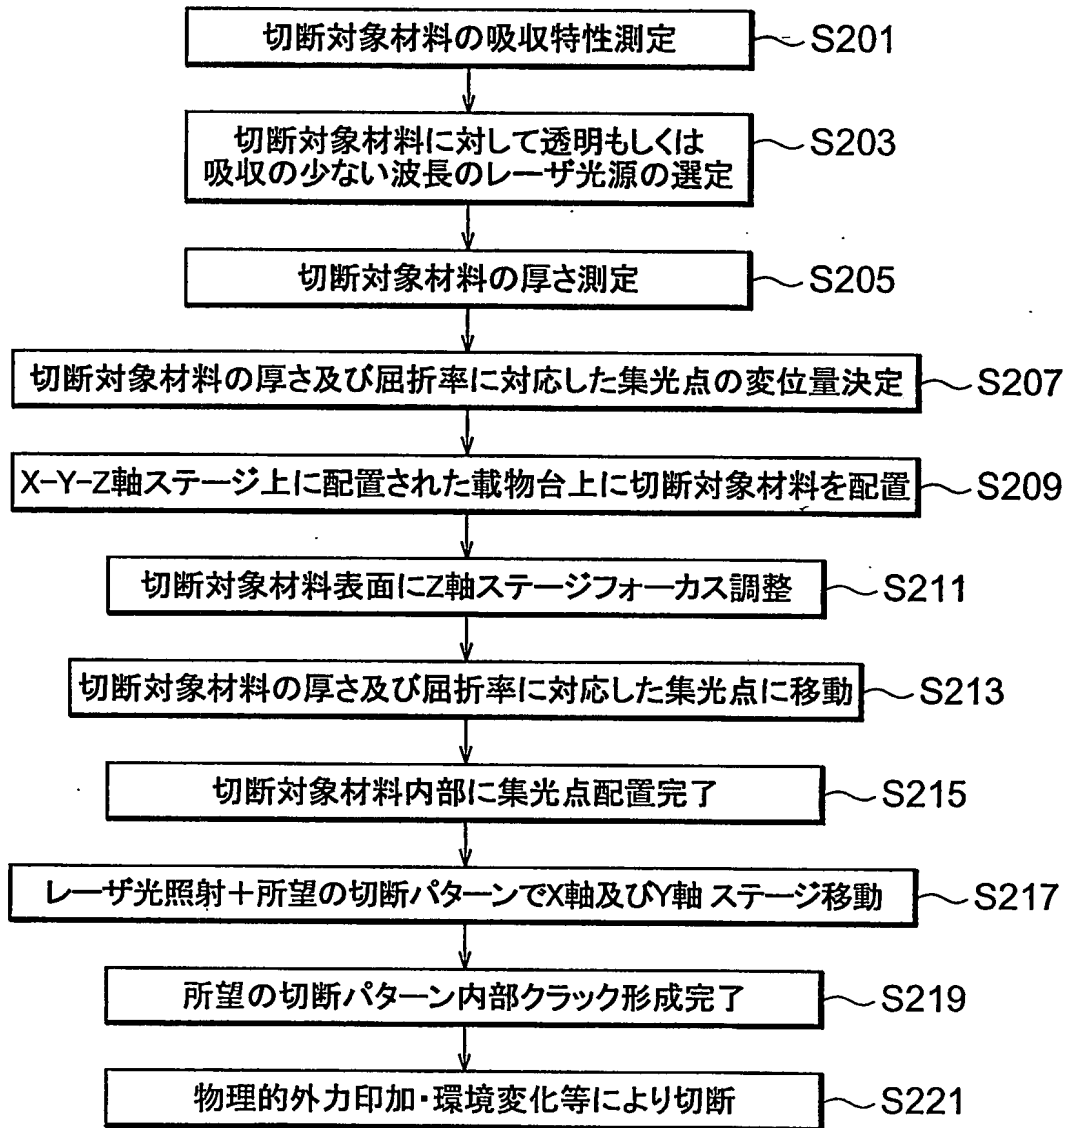 切断対象材料の吸収特性測定 S201
切断対象材料に対して透明もしくは
吸収の少ない波長のレーザ光源の選定 S203
切断対象材料の厚さ測定 S205
切断対象材料の厚さ及び屈折率に対応した集光点の変位量決定 S207
X-Y-Z軸ステージ上に配置された載物台上に切断対象材料を配置 S209
切断対象材料表面にZ軸ステージフォーカス調整 S211
切断対象材料の厚さ及び屈折率に対応した集光点に移動 S213
切断対象材料内部に集光点配置完了 S215
レーザ光照射+所望の切断パターンでX軸及びY軸 ステージ移動 S217
所望の切断パターン内部クラック形成完了 S219
物理的外力印加・環境変化等により切断 S221